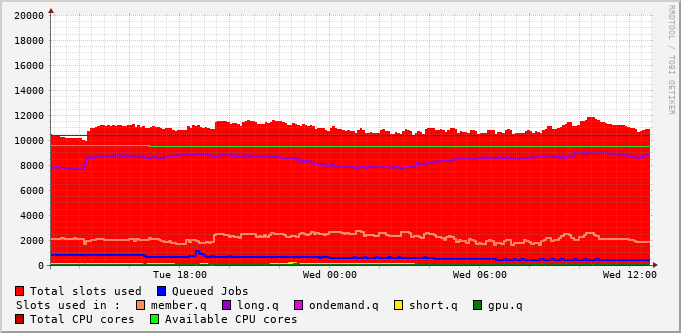 20000
18000
16000
14000
12000
10000
8000
6000
4000
2000
0
Tue 18:00 Wed 00:00 Wed 06:00 Wed 12:00
Total slots used Queued Jobs
Slots used in : member.q long.q ondemand.q short.q gpu.q
Total CPU cores Available CPU cores
RRDTOOL / TOBI OETIKER